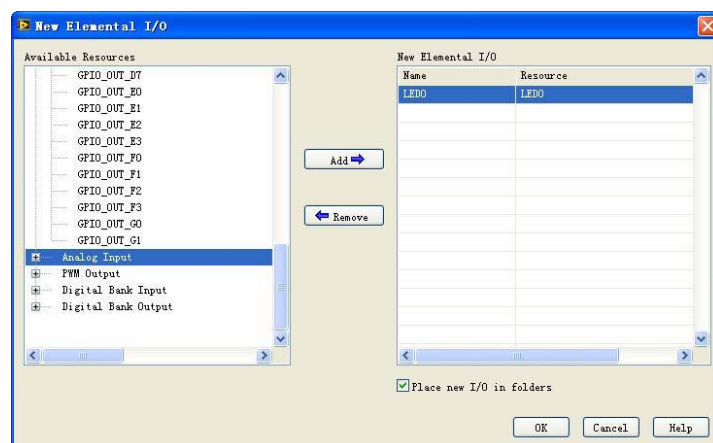 New Elemental I/O
Available Resources
GPIO_OUT_D7
GPIO_OUT_E0
GPIO_OUT_E1
GPIO_OUT_E2
GPIO_OUT_E3
GPIO_OUT_F0
GPIO_OUT_F1
GPIO_OUT_F2
GPIO_OUT_F3
GPIO_OUT_G0
GPIO_OUT_G1
Analog Input
PWM Output
Digital Bank Input
Digital Bank Output
Add
Remove
New Elemental I/O
Name Resource
LED0 LED0
Place new I/O in folders
OK Cancel Help